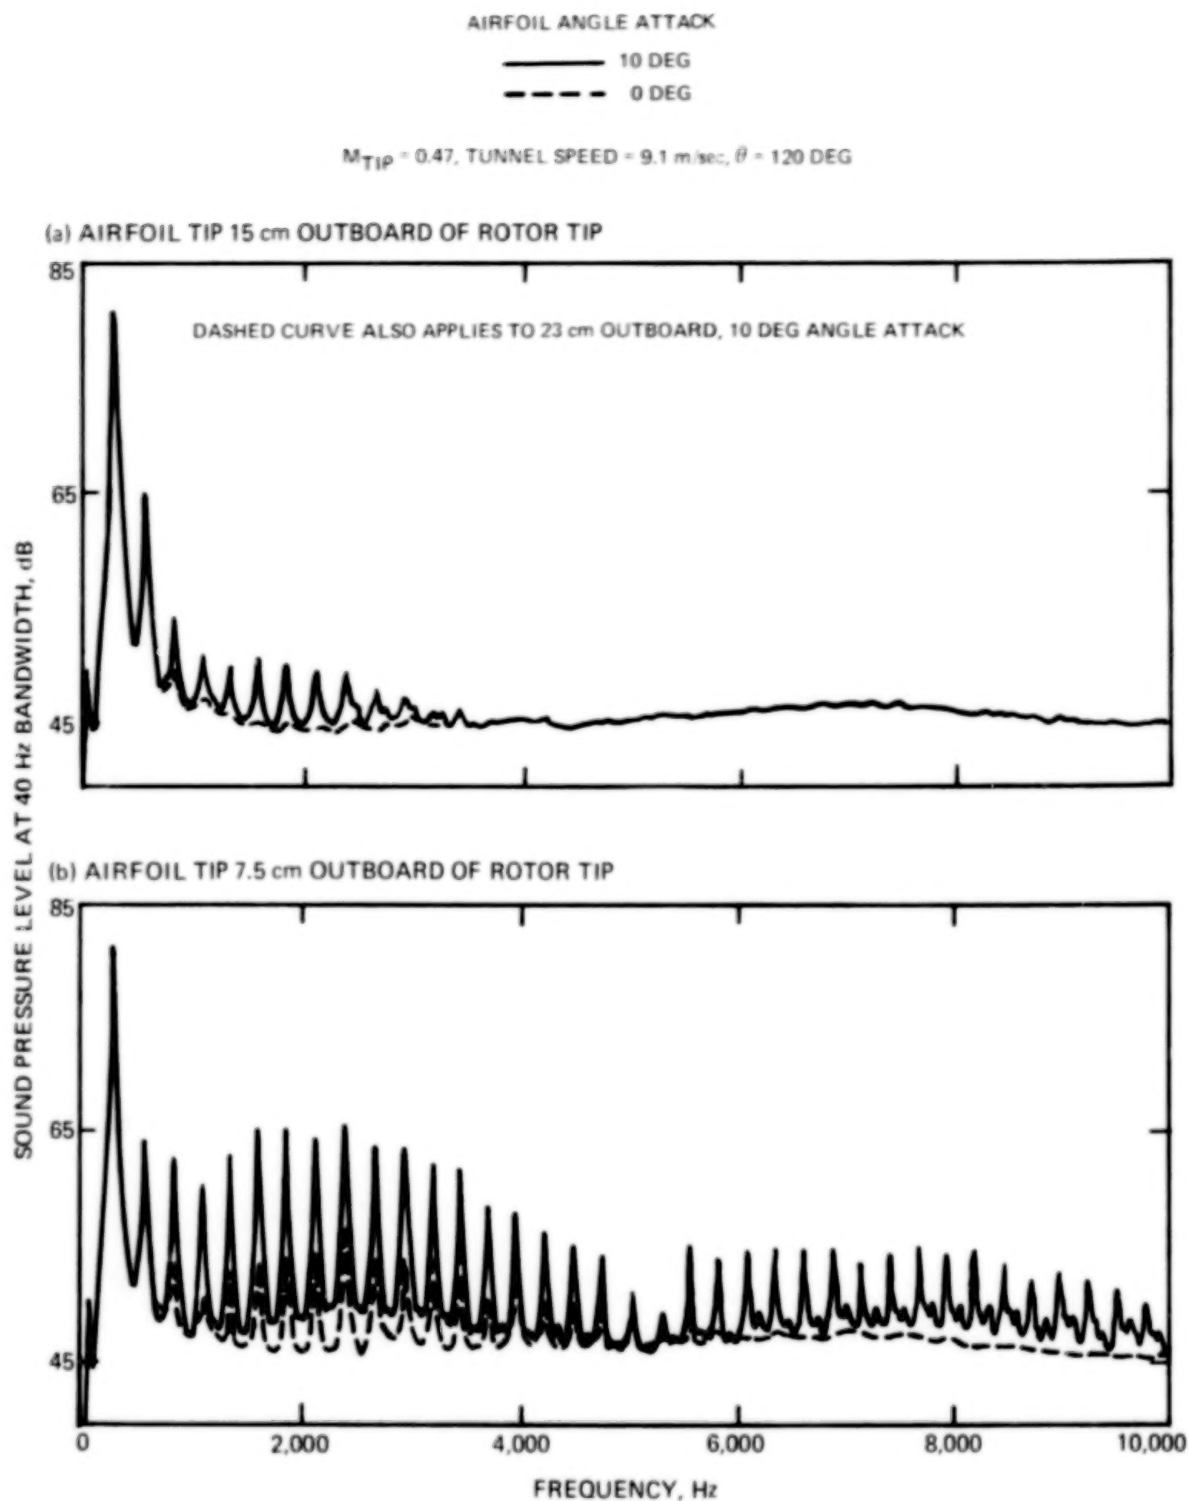 AIRFOIL ANGLE ATTACK
10 DEG
0 DEG
M_TIP = 0.47, TUNNEL SPEED = 9.1 m/sec, θ = 120 DEG
(a) AIRFOIL TIP 15 cm OUTBOARD OF ROTOR TIP
85
DASHED CURVE ALSO APPLIES TO 23 cm OUTBOARD, 10 DEG ANGLE ATTACK
65
45
SOUND PRESSURE LEVEL AT 40 Hz BANDWIDTH, dB
(b) AIRFOIL TIP 7.5 cm OUTBOARD OF ROTOR TIP
85
65
45
0 2,000 4,000 6,000 8,000 10,000
FREQUENCY, Hz